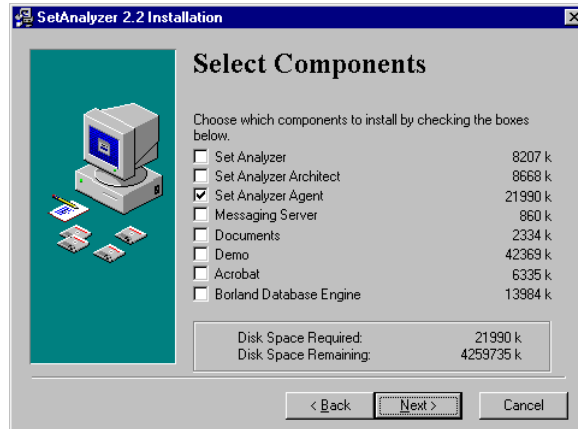 SetAnalyzer 2.2 Installation
Select Components
Choose which components to install by checking the boxes
below.
Set Analyzer 8207 k
Set Analyzer Architect 8668 k
Set Analyzer Agent 21990 k
Messaging Server 860 k
Documents 2334 k
Demo 42369 k
Acrobat 6335 k
Borland Database Engine 13984 k
Disk Space Required: 21990 k
Disk Space Remaining: 4259735 k
< Back Next > Cancel